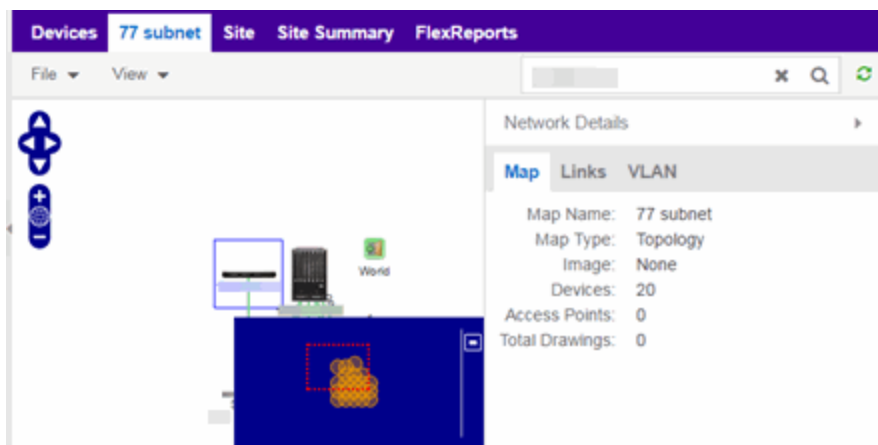 Devices 77 subnet Site Site Summary FlexReports
File View
Network Details
Map Links VLAN
Map Name: 77 subnet
Map Type: Topology
Image: None
Devices: 20
Access Points: 0
Total Drawings: 0
World